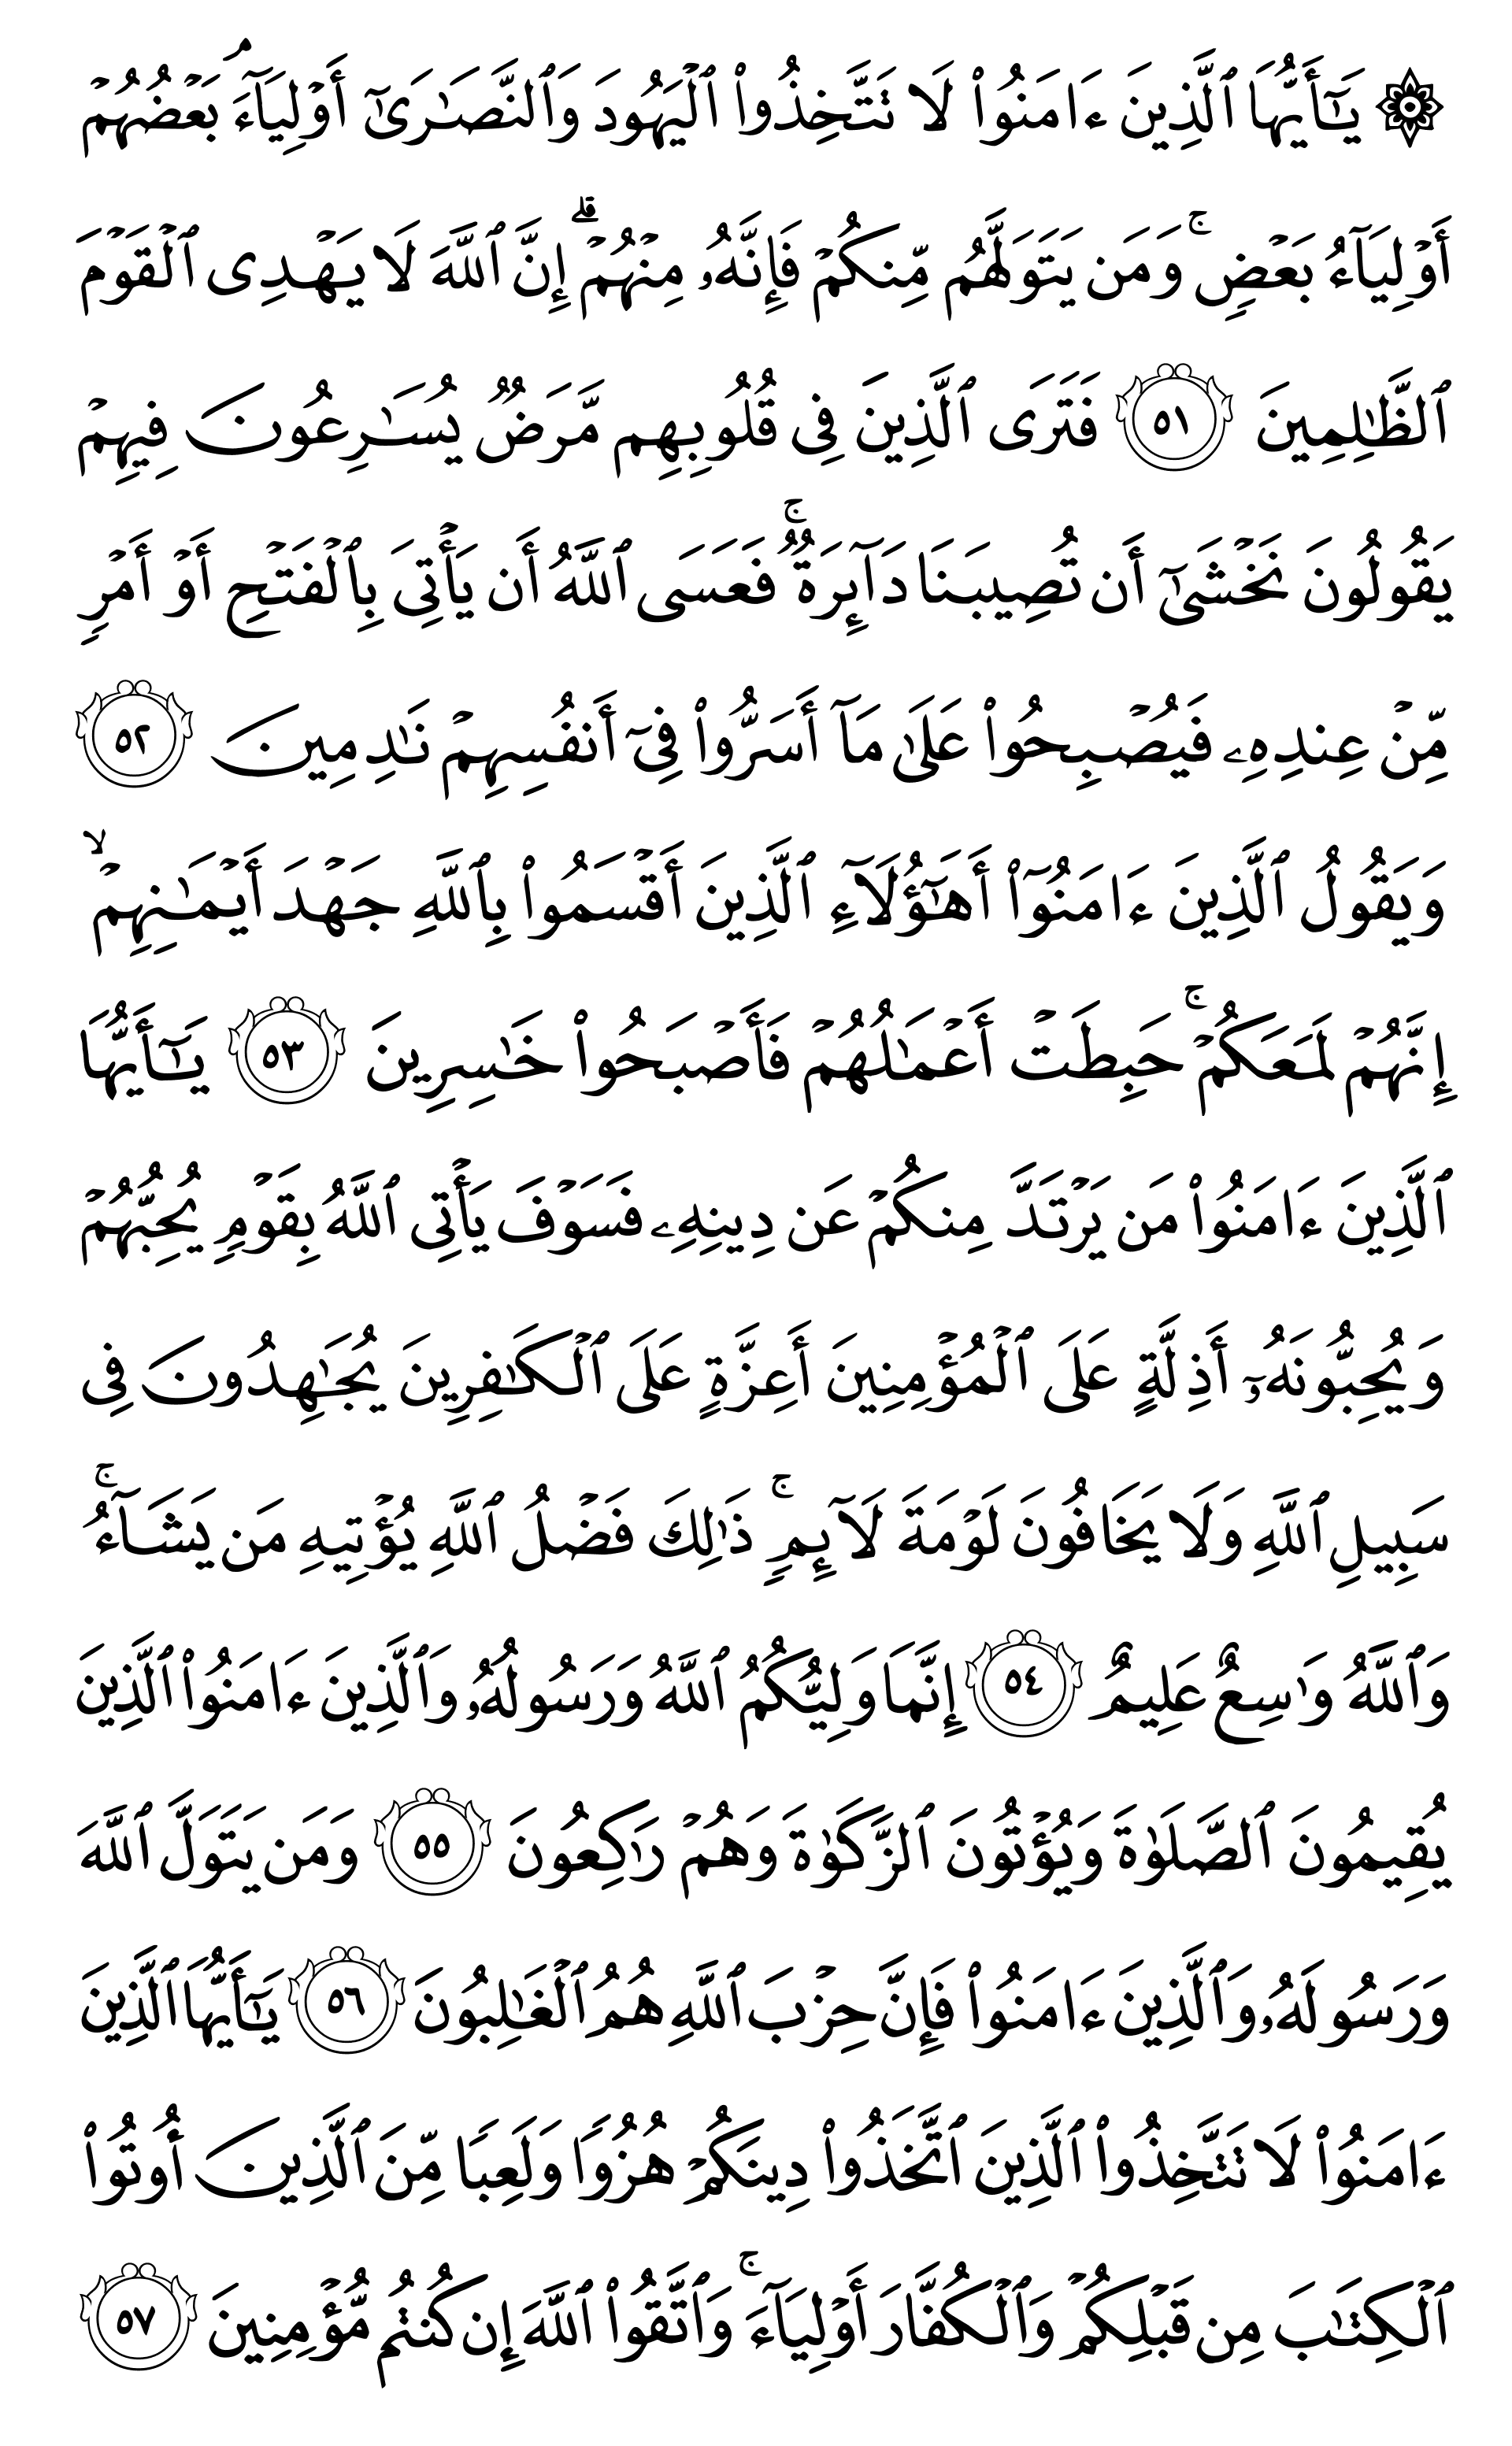 ۞ يَـٰٓأَيُّهَا ٱلَّذِينَ ءَامَنُوا۟ لَا تَتَّخِذُوا۟ ٱلْيَهُودَ وَٱلنَّصَـٰرَىٰٓ أَوْلِيَآءَ ۘ بَعْضُهُمْ
أَوْلِيَآءُ بَعْضٍ ۚ وَمَن يَتَوَلَّهُم مِّنكُمْ فَإِنَّهُۥ مِنْهُمْ ۗ إِنَّ ٱللَّهَ لَا يَهْدِى ٱلْقَوْمَ
ٱلظَّـٰلِمِينَ ٥١ فَتَرَى ٱلَّذِينَ فِى قُلُوبِهِم مَّرَضٌ يُسَـٰرِعُونَ فِيهِمْ
يَقُولُونَ نَخْشَىٰٓ أَن تُصِيبَنَا دَآئِرَةٌ ۚ فَعَسَى ٱللَّهُ أَن يَأْتِىَ بِٱلْفَتْحِ أَوْ أَمْرٍ
مِّنْ عِندِهِۦ فَيُصْبِحُوا۟ عَلَىٰ مَآ أَسَرُّوا۟ فِىٓ أَنفُسِهِمْ نَـٰدِمِينَ ٥٢
وَيَقُولُ ٱلَّذِينَ ءَامَنُوٓا۟ أَهَـٰٓؤُلَآءِ ٱلَّذِينَ أَقْسَمُوا۟ بِٱللَّهِ جَهْدَ أَيْمَـٰنِهِمْ ۙ
إِنَّهُمْ لَمَعَكُمْ ۚ حَبِطَتْ أَعْمَـٰلُهُمْ فَأَصْبَحُوا۟ خَـٰسِرِينَ ٥٣ يَـٰٓأَيُّهَا
ٱلَّذِينَ ءَامَنُوا۟ مَن يَرْتَدَّ مِنكُمْ عَن دِينِهِۦ فَسَوْفَ يَأْتِى ٱللَّهُ بِقَوْمٍ يُحِبُّهُمْ
وَيُحِبُّونَهُۥٓ أَذِلَّةٍ عَلَى ٱلْمُؤْمِنِينَ أَعِزَّةٍ عَلَى ٱلْكَـٰفِرِينَ يُجَـٰهِدُونَ فِى
سَبِيلِ ٱللَّهِ وَلَا يَخَافُونَ لَوْمَةَ لَآئِمٍ ۚ ذَٰلِكَ فَضْلُ ٱللَّهِ يُؤْتِيهِ مَن يَشَآءُ ۚ
وَٱللَّهُ وَٰسِعٌ عَلِيمٌ ٥٤ إِنَّمَا وَلِيُّكُمُ ٱللَّهُ وَرَسُولُهُۥ وَٱلَّذِينَ ءَامَنُوا۟ ٱلَّذِينَ
يُقِيمُونَ ٱلصَّلَوٰةَ وَيُؤْتُونَ ٱلزَّكَوٰةَ وَهُمْ رَٰكِعُونَ ٥٥ وَمَن يَتَوَلَّ ٱللَّهَ
وَرَسُولَهُۥ وَٱلَّذِينَ ءَامَنُوا۟ فَإِنَّ حِزْبَ ٱللَّهِ هُمُ ٱلْغَـٰلِبُونَ ٥٦ يَـٰٓأَيُّهَا ٱلَّذِينَ
ءَامَنُوا۟ لَا تَتَّخِذُوا۟ ٱلَّذِينَ ٱتَّخَذُوا۟ دِينَكُمْ هُزُوًا وَلَعِبًا مِّنَ ٱلَّذِينَ أُوتُوا۟
ٱلْكِتَـٰبَ مِن قَبْلِكُمْ وَٱلْكُفَّارَ أَوْلِيَآءَ ۚ وَٱتَّقُوا۟ ٱللَّهَ إِن كُنتُم مُّؤْمِنِينَ ٥٧